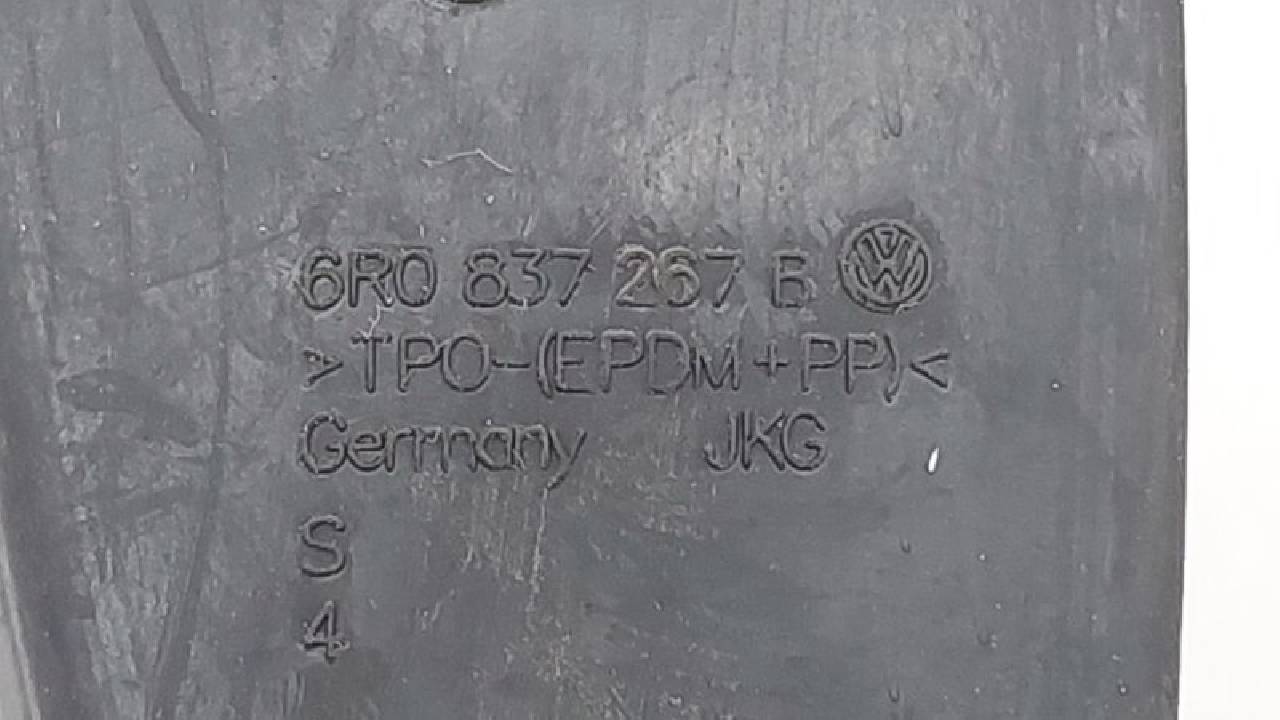 6R0 837 267 B
>TPO-(EPDM+PP)<
Germany JKG
S
4